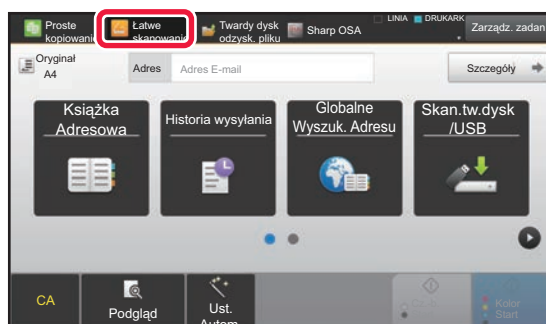 Proste
kopiowanie
Łatwe
skanowanie
Twardy dysk
odzysk. pliku
Sharp OSA
LINIA
DRUKARK
Zarządz. zadan.
Oryginał
A4
Adres
Adres E-mail
Szczegóły
Książka
Adresowa
Historia wysyłania
Globalne
Wyszuk. Adresu
Skan.tw.dysk
/USB
CA
Podgląd
Ust.
Autom.
Kolor
Start